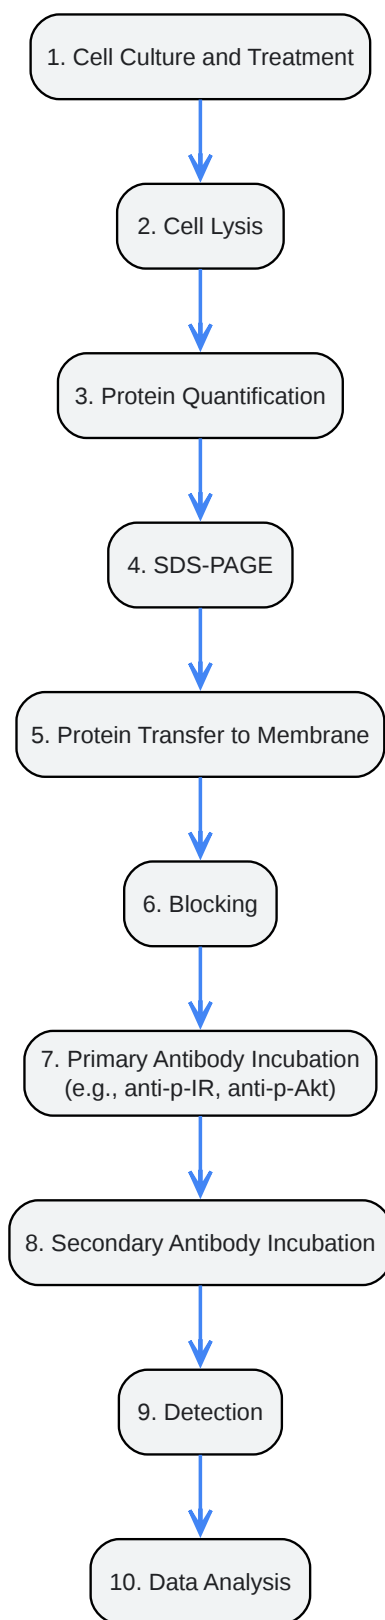 1. Cell Culture and Treatment
2. Cell Lysis
3. Protein Quantification
4. SDS-PAGE
5. Protein Transfer to Membrane
6. Blocking
7. Primary Antibody Incubation
(e.g., anti-p-IR, anti-p-Akt)
8. Secondary Antibody Incubation
9. Detection
10. Data Analysis